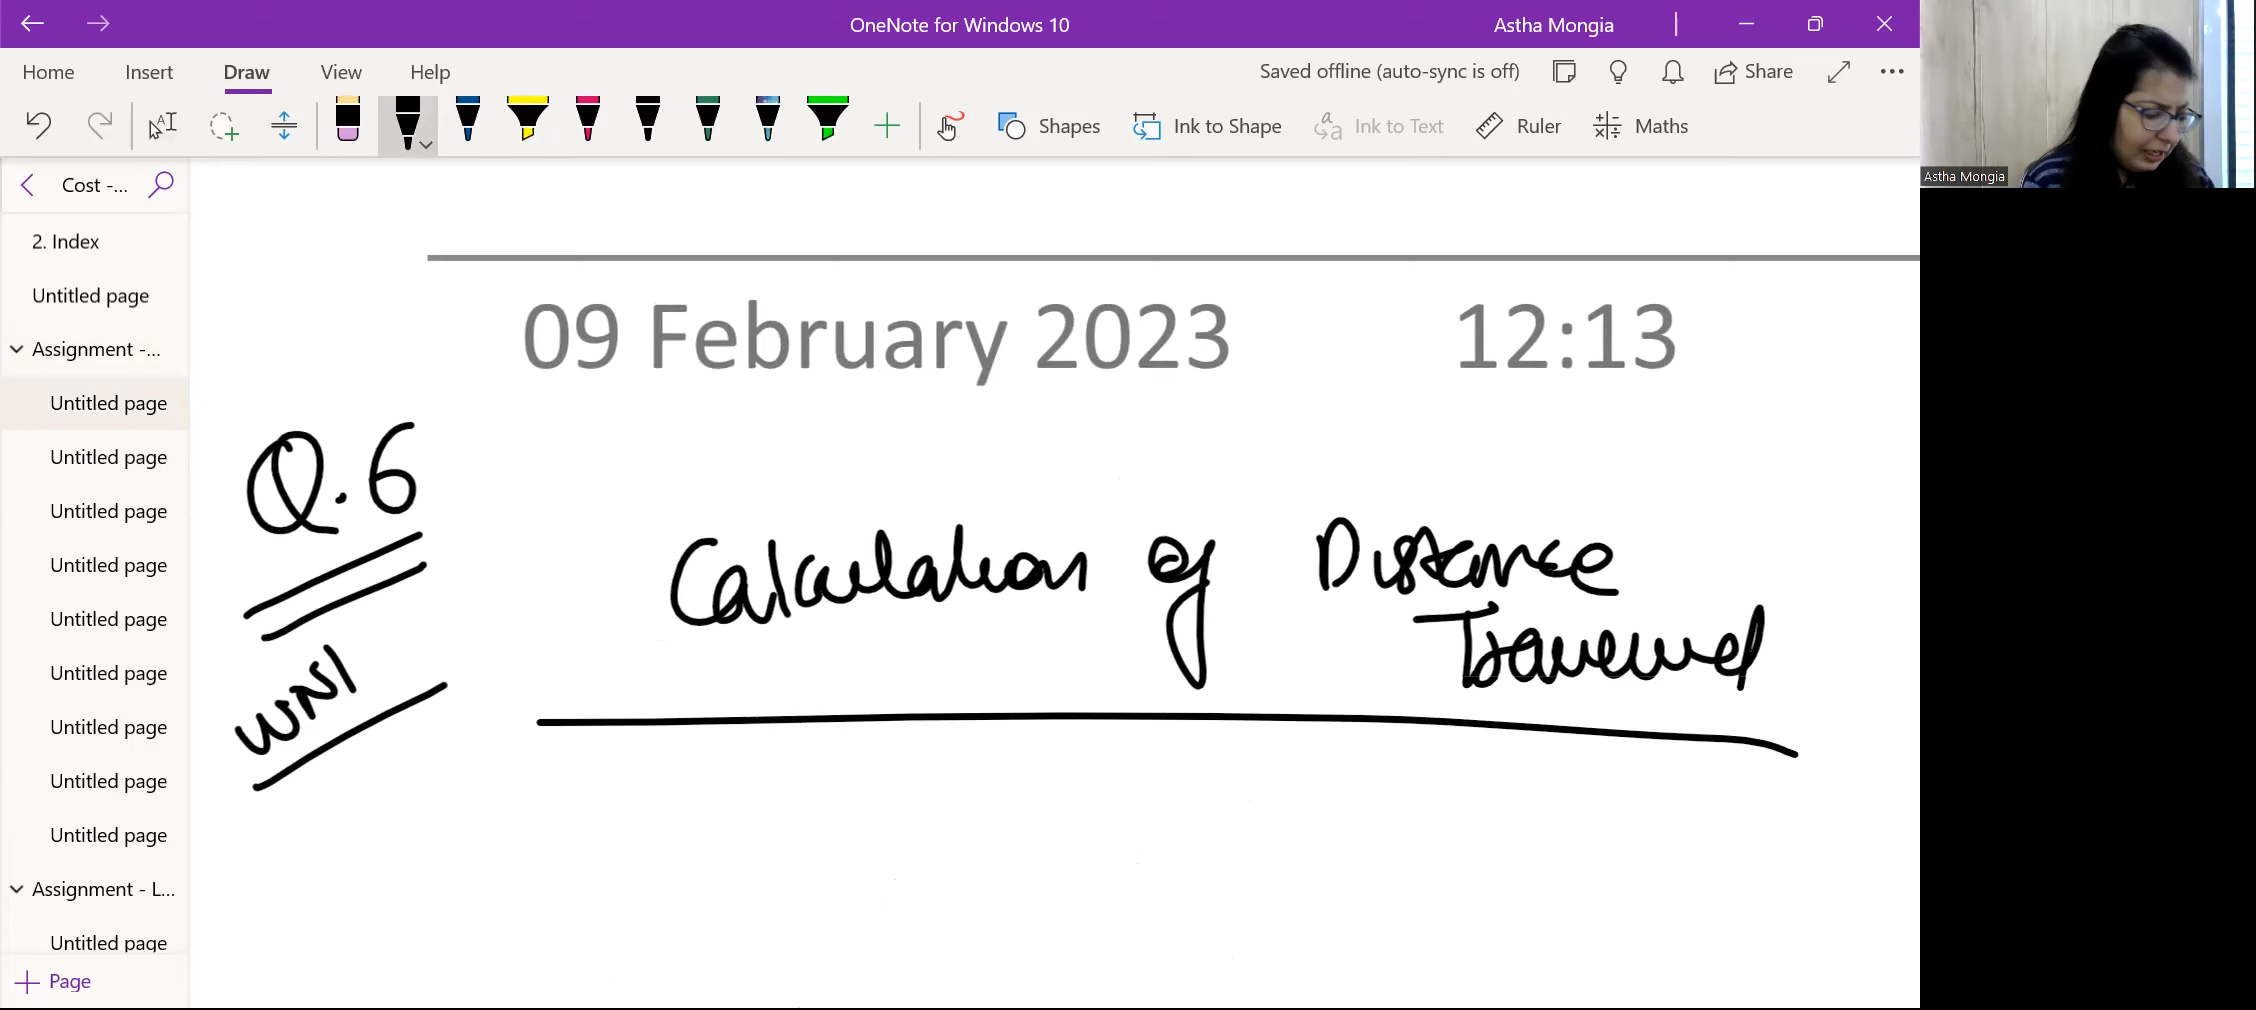 OneNote for Windows 10
Astha Mongia
Home Insert Draw View Help
Saved offline (auto-sync is off) Share
Shapes Ink to Shape Ink to Text Ruler Maths
Astha Mongia
Cost -...
2. Index
Untitled page
Assignment -...
Untitled page
Untitled page
Untitled page
Untitled page
Untitled page
Untitled page
Untitled page
Untitled page
Untitled page
Assignment - L...
Untitled page
Page
09 February 2023 12:13
Q.6
WN1
Calculation of Distance
Travelled